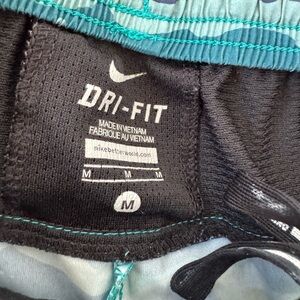 DRI-FIT
MADE IN VIETNAM
FABRIQUÉ AU VIETNAM
nikebetterworld.com
M M M
M